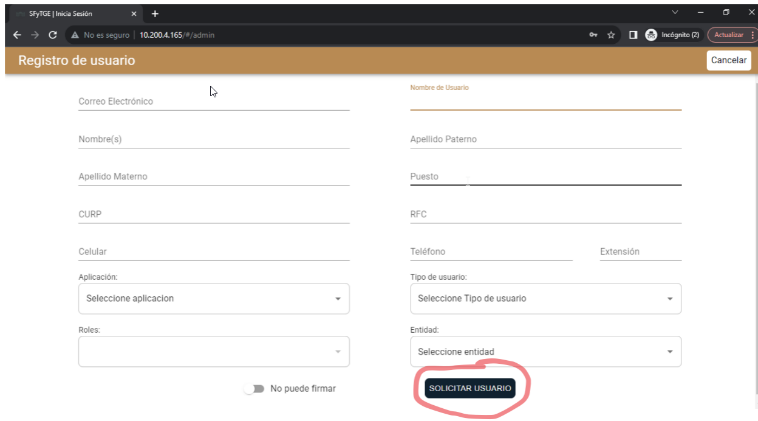 SFyTGE | Inicia Sesión
No es seguro | 10.200.4.165/#/admin
Incógnito (2)
Actualizar
Registro de usuario
Cancelar
Correo Electrónico
Nombre de Usuario
Nombre(s)
Apellido Paterno
Apellido Materno
Puesto
CURP
RFC
Celular
Teléfono
Extensión
Aplicación:
Tipo de usuario:
Seleccione aplicacion
Seleccione Tipo de usuario
Roles:
Entidad:
Seleccione entidad
No puede firmar
SOLICITAR USUARIO